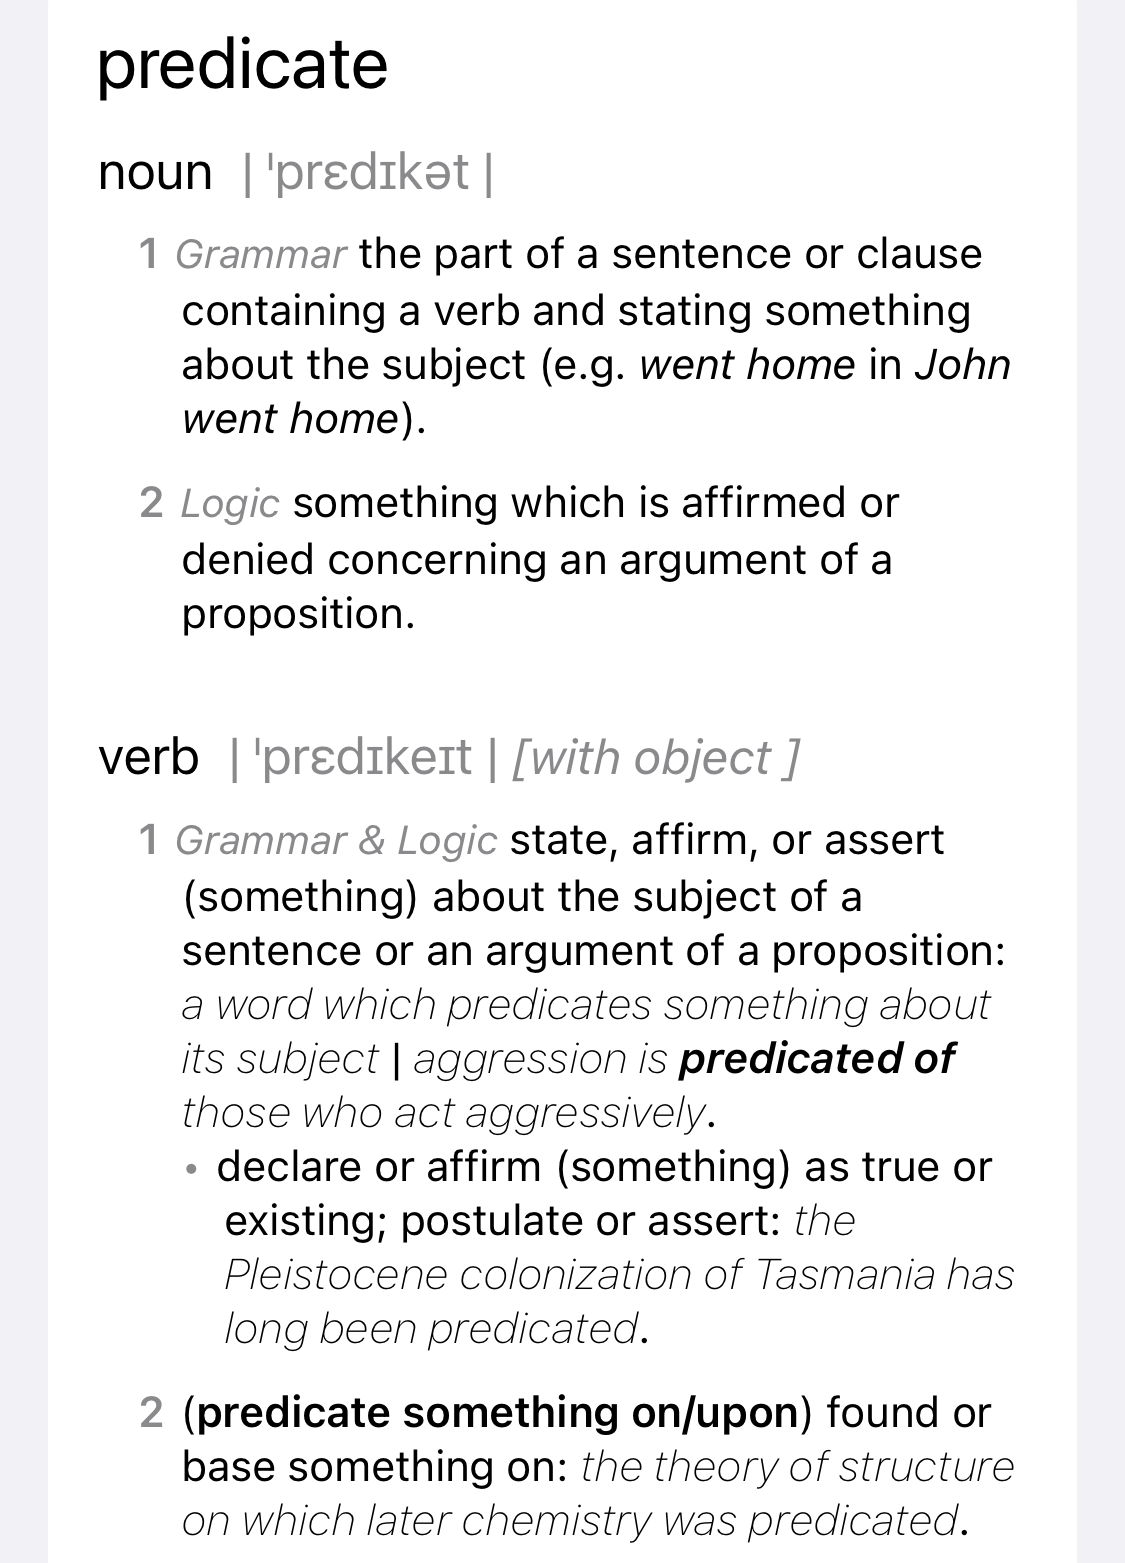 predicate
noun | ˈprɛdɪkət |
1 Grammar the part of a sentence or clause
containing a verb and stating something
about the subject (e.g. went home in John
went home).
2 Logic something which is affirmed or
denied concerning an argument of a
proposition.
verb | ˈprɛdɪkeɪt | [with object ]
1 Grammar & Logic state, affirm, or assert
(something) about the subject of a
sentence or an argument of a proposition:
a word which predicates something about
its subject | aggression is predicated of
those who act aggressively.
• declare or affirm (something) as true or
existing; postulate or assert: the
Pleistocene colonization of Tasmania has
long been predicated.
2 (predicate something on/upon) found or
base something on: the theory of structure
on which later chemistry was predicated.